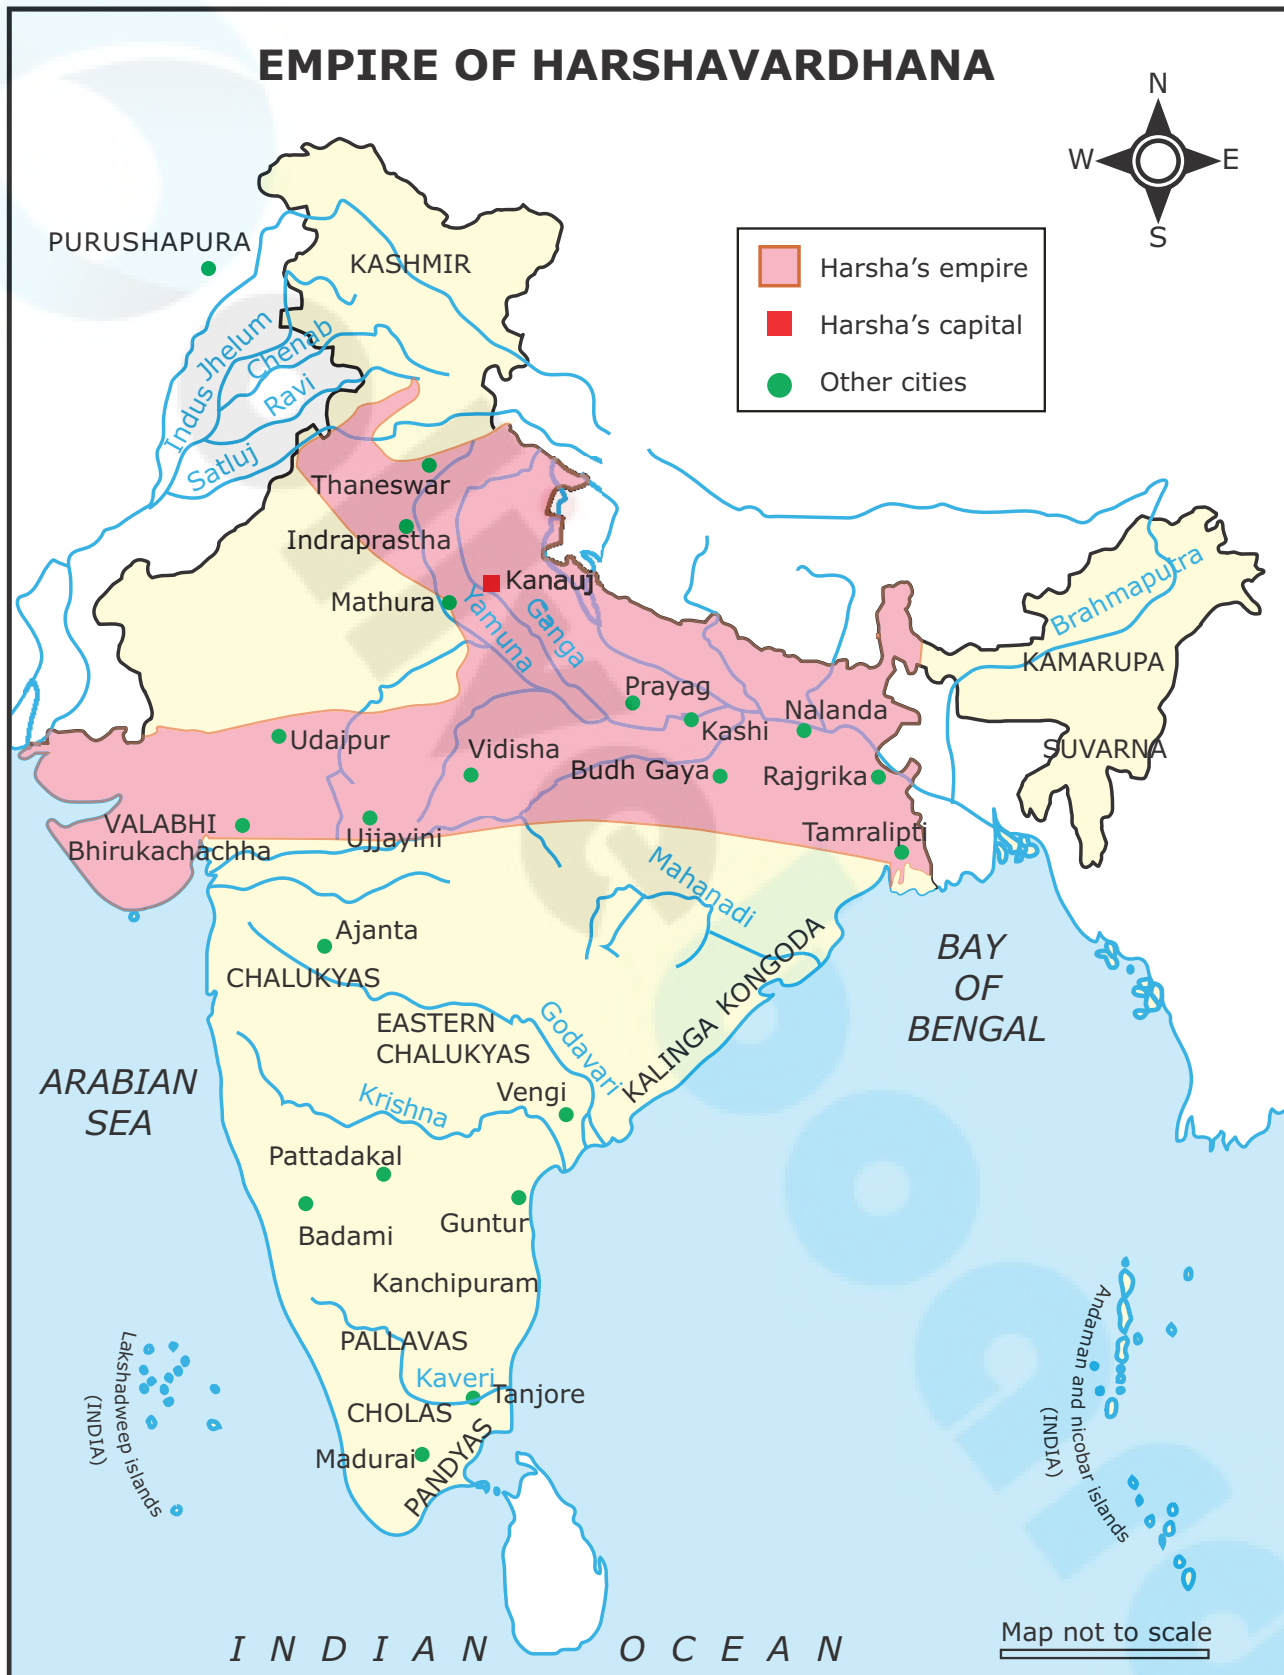 EMPIRE OF HARSHAVARDHANA
N
W
E
S
PURUSHAPURA
KASHMIR
Harsha's empire
Harsha's capital
Other cities
Indus
Jhelum
Chenab
Ravi
Satluj
Thaneswar
Indraprastha
Kanauj
Mathura
Yamuna
Ganga
Brahmaputra
KAMARUPA
SUVARNA
Prayag
Kashi
Nalanda
Udaipur
Vidisha
Budh Gaya
Rajgrika
VALABHI
Bhirukachachha
Ujjayini
Tamralipti
Mahanadi
Ajanta
CHALUKYAS
EASTERN
CHALUKYAS
Godavari
KALINGA KONGODA
BAY
OF
BENGAL
ARABIAN
SEA
Krishna
Vengi
Pattadakal
Badami
Guntur
Kanchipuram
PALLAVAS
Kaveri
Tanjore
CHOLAS
Madurai
PANDYAS
Lakshadweep islands
(INDIA)
Andaman and nicobar islands
(INDIA)
INDIAN OCEAN
Map not to scale